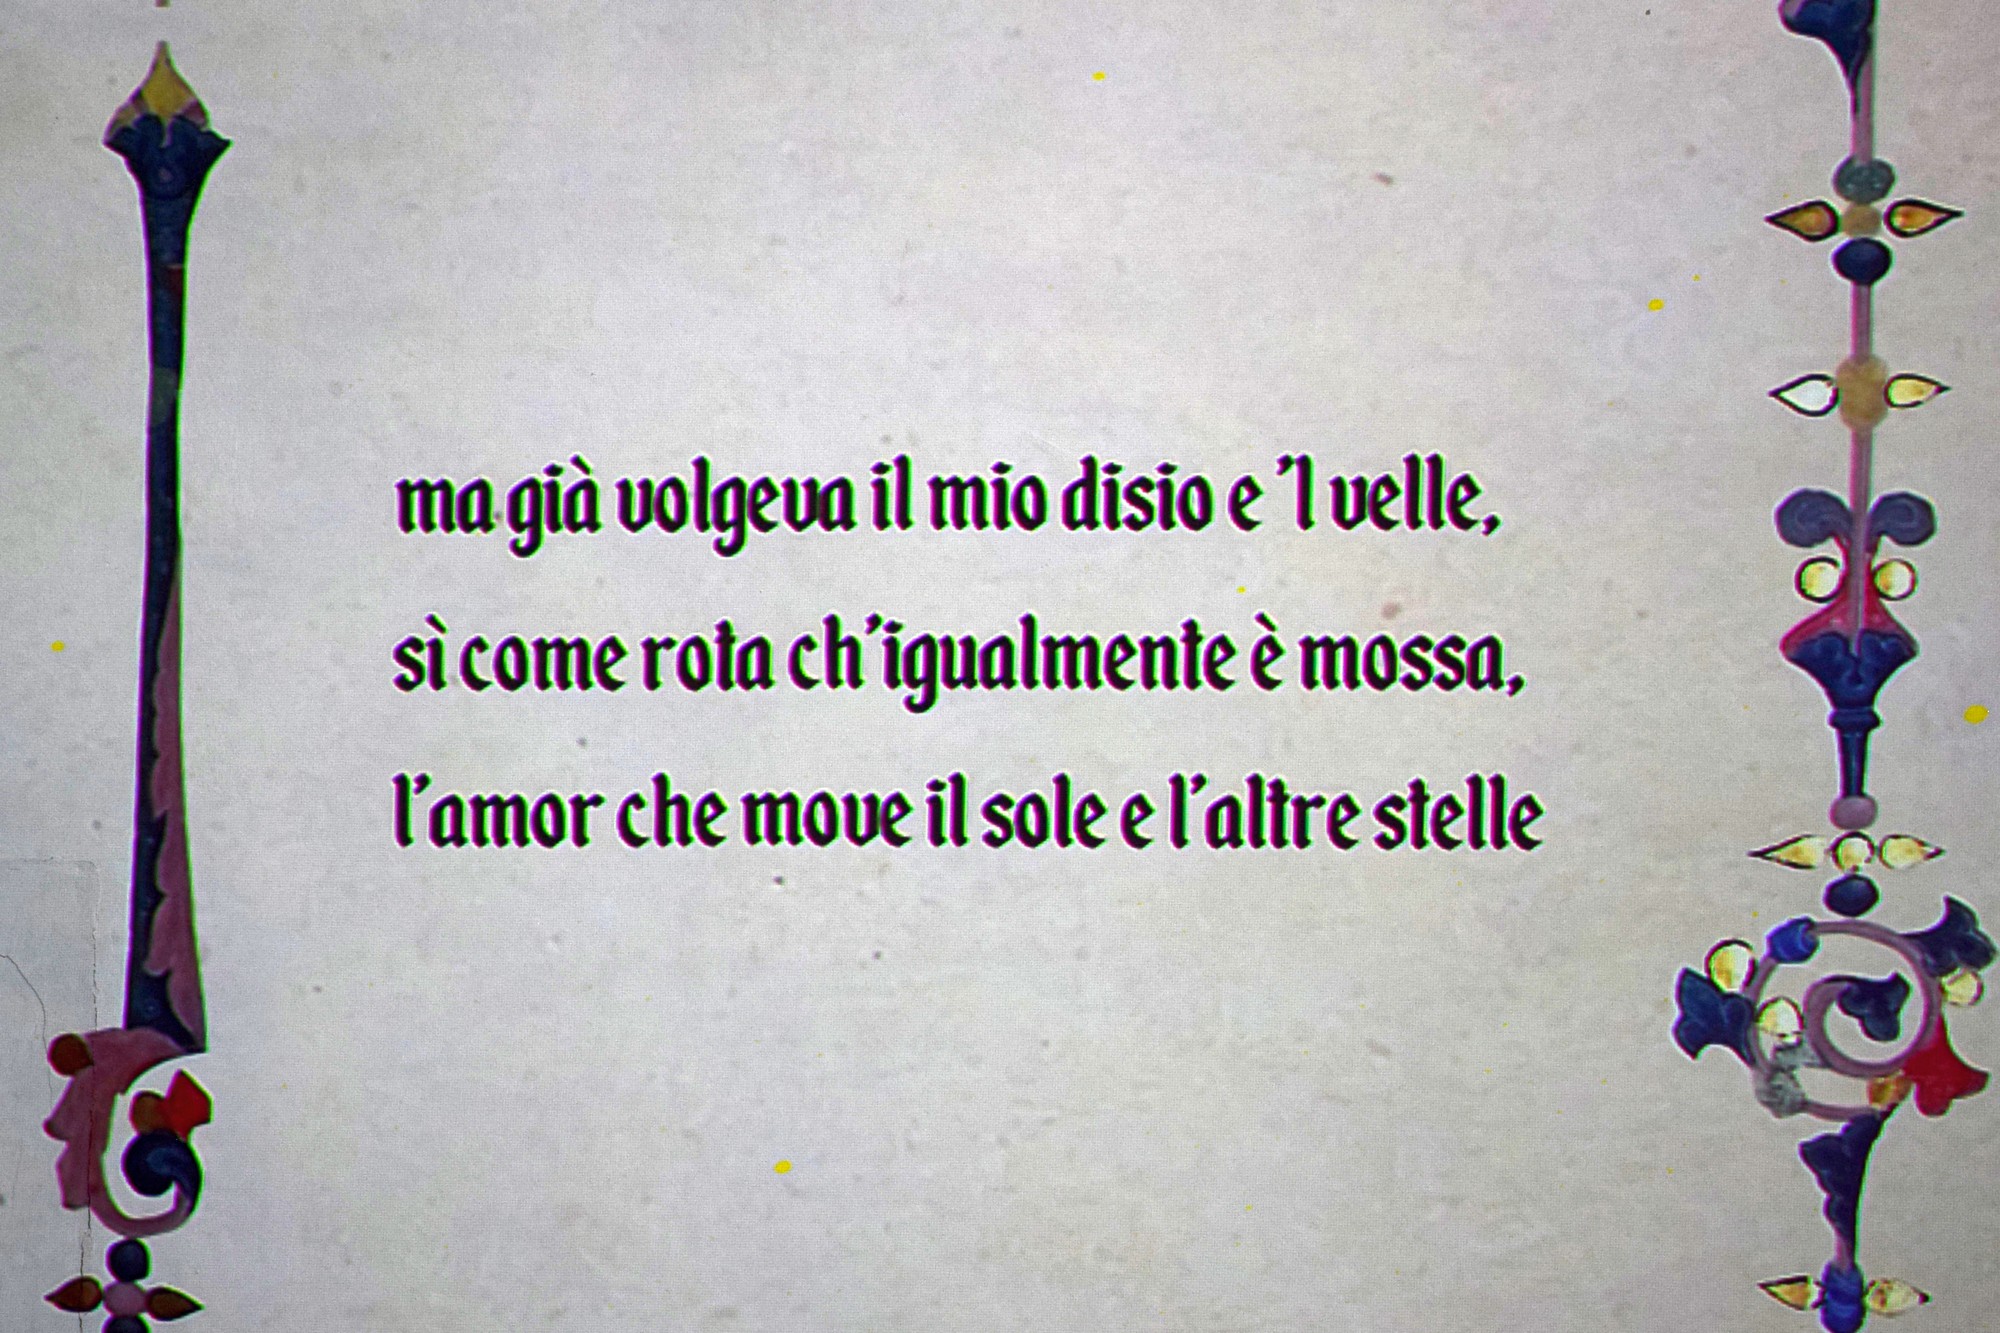 ma già volgeva il mio disio e 'l velle,
sì come rota ch'igualmente è mossa,
l'amor che move il sole e l'altre stelle